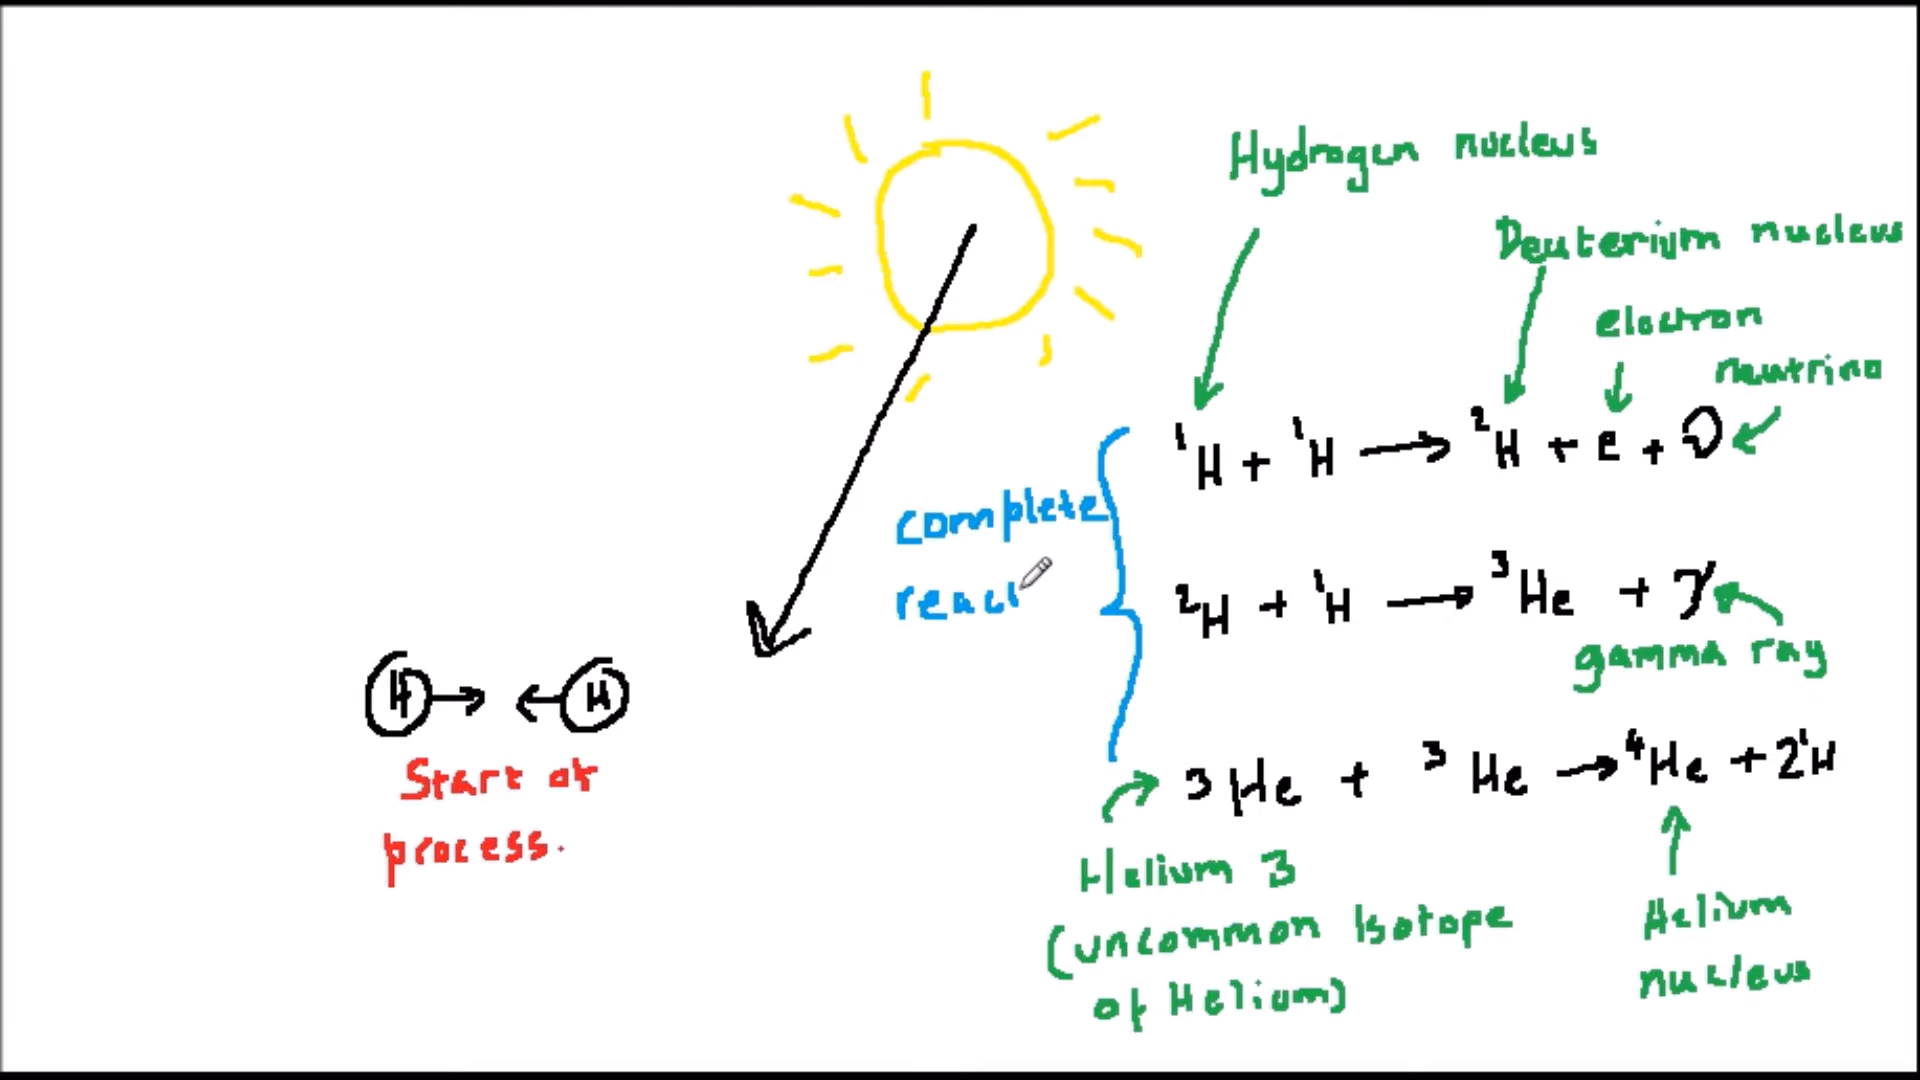 Hydrogen nucleus
Deuterium nucleus
electron
neutrino
¹H + ¹H → ²H + e + 𝜈
complete
react
²H + ¹H → ³He + γ
gamma ray
H → ← H
Start of
process.
3He + ³He → ⁴He + 2¹H
Helium 3
(uncommon Isotope
of Helium)
Helium
nucleus